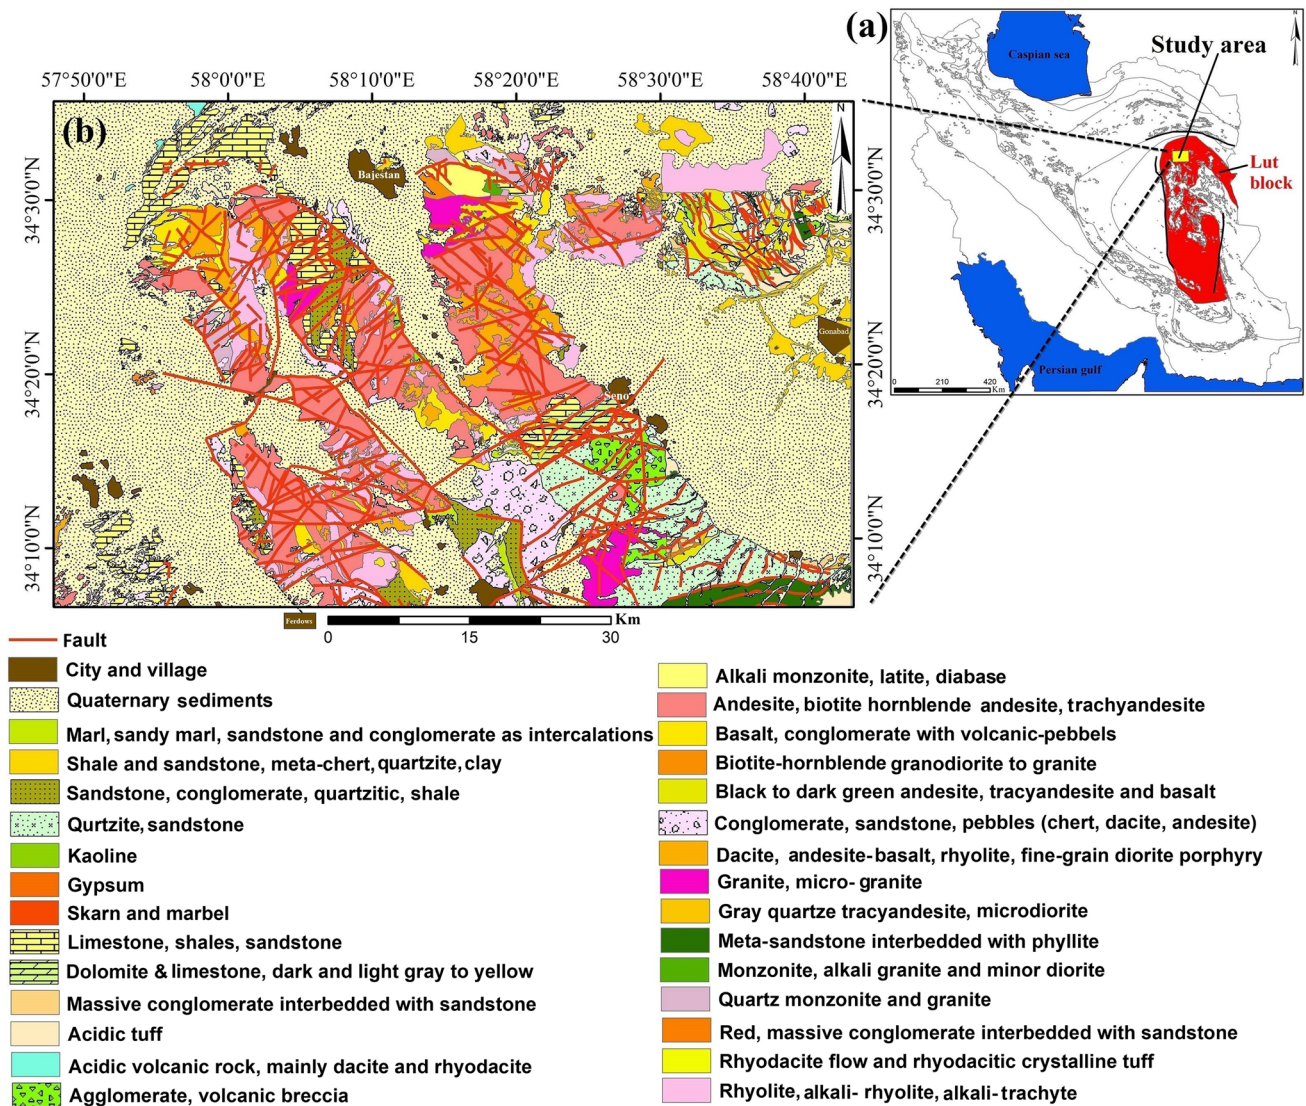 (a)
N
Caspian sea
Study area
Lut
block
Persian gulf
0 210 420
Km
57°50'0"E 58°0'0"E 58°10'0"E 58°20'0"E 58°30'0"E 58°40'0"E
(b)
N
Bajestan
34°30'0"N 34°30'0"N
Gonabad
34°20'0"N 34°20'0"N
Seno
34°10'0"N 34°10'0"N
Ferdows
Km
0 15 30
Fault
City and village
Quaternary sediments
Marl, sandy marl, sandstone and conglomerate as intercalations
Shale and sandstone, meta-chert, quartzite, clay
Sandstone, conglomerate, quartzitic, shale
Qurtzite, sandstone
Kaoline
Gypsum
Skarn and marbel
Limestone, shales, sandstone
Dolomite & limestone, dark and light gray to yellow
Massive conglomerate interbedded with sandstone
Acidic tuff
Acidic volcanic rock, mainly dacite and rhyodacite
Agglomerate, volcanic breccia
Alkali monzonite, latite, diabase
Andesite, biotite hornblende andesite, trachyandesite
Basalt, conglomerate with volcanic-pebbels
Biotite-hornblende granodiorite to granite
Black to dark green andesite, tracyandesite and basalt
Conglomerate, sandstone, pebbles (chert, dacite, andesite)
Dacite, andesite-basalt, rhyolite, fine-grain diorite porphyry
Granite, micro-granite
Gray quartze tracyandesite, microdiorite
Meta-sandstone interbedded with phyllite
Monzonite, alkali granite and minor diorite
Quartz monzonite and granite
Red, massive conglomerate interbedded with sandstone
Rhyodacite flow and rhyodacitic crystalline tuff
Rhyolite, alkali- rhyolite, alkali-trachyte